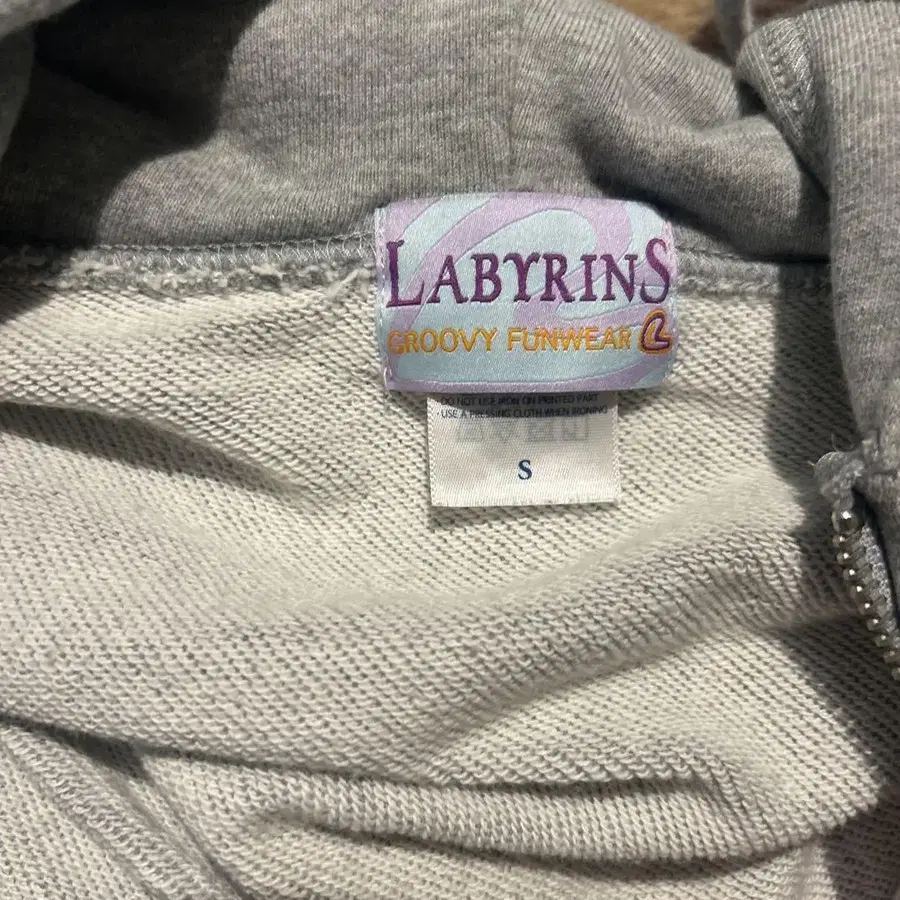 LABYRINS
GROOVY FUNWEAR
DO NOT USE IRON ON PRINTED PART
· USE A PRESSING CLOTH WHEN IRONING
S